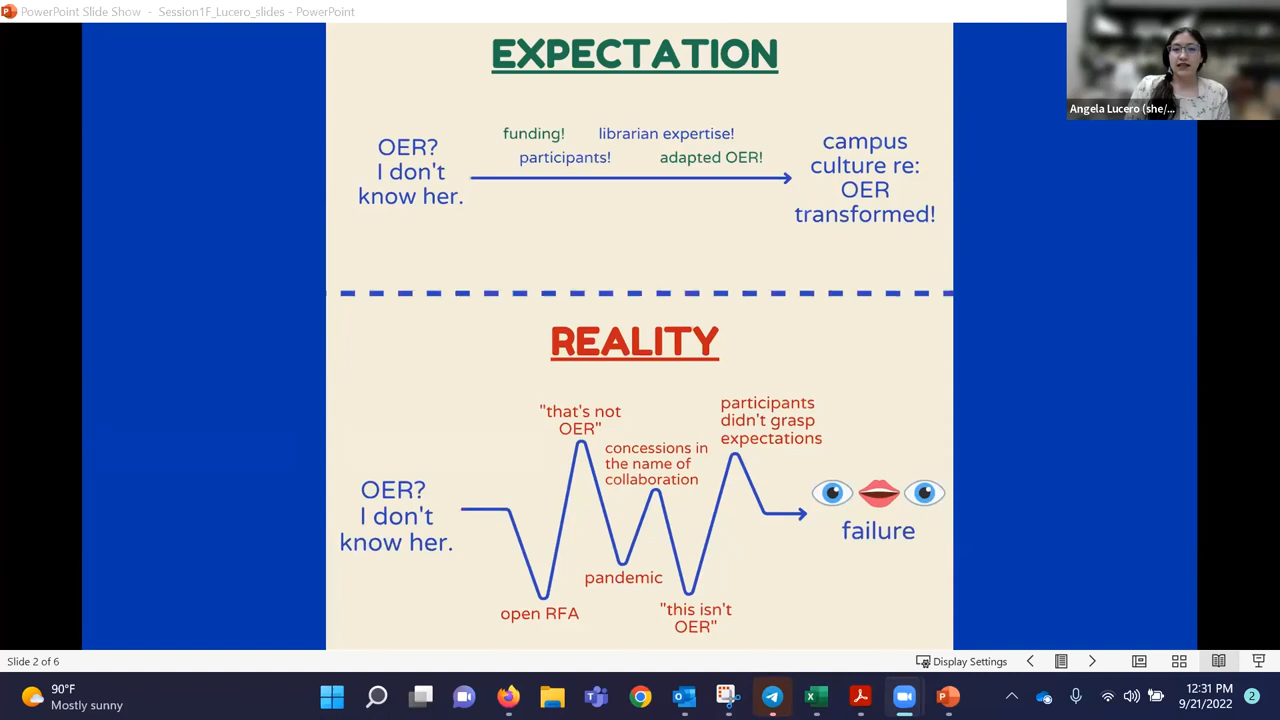 PowerPoint Slide Show - Session1F_Lucero_slides - PowerPoint
EXPECTATION
OER?
I don't
know her.
funding! librarian expertise!
participants! adapted OER!
campus
culture re:
OER
transformed!
Angela Lucero (she/...
REALITY
OER?
I don't
know her.
open RFA
"that's not
OER"
pandemic
concessions in
the name of
collaboration
"this isn't
OER"
participants
didn't grasp
expectations
failure
Slide 2 of 6
Display Settings
90°F
Mostly sunny
12:31 PM
9/21/2022
2